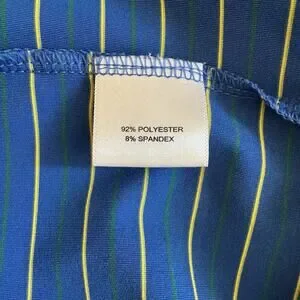 92% POLYESTER
8% SPANDEX